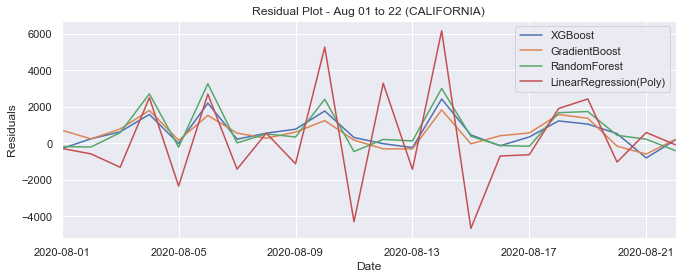 Residual Plot - Aug 01 to 22 (CALIFORNIA)
XGBoost
GradientBoost
RandomForest
LinearRegression(Poly)
Residuals
6000
4000
2000
0
−2000
−4000
2020-08-01
2020-08-05
2020-08-09
2020-08-13
2020-08-17
2020-08-21
Date